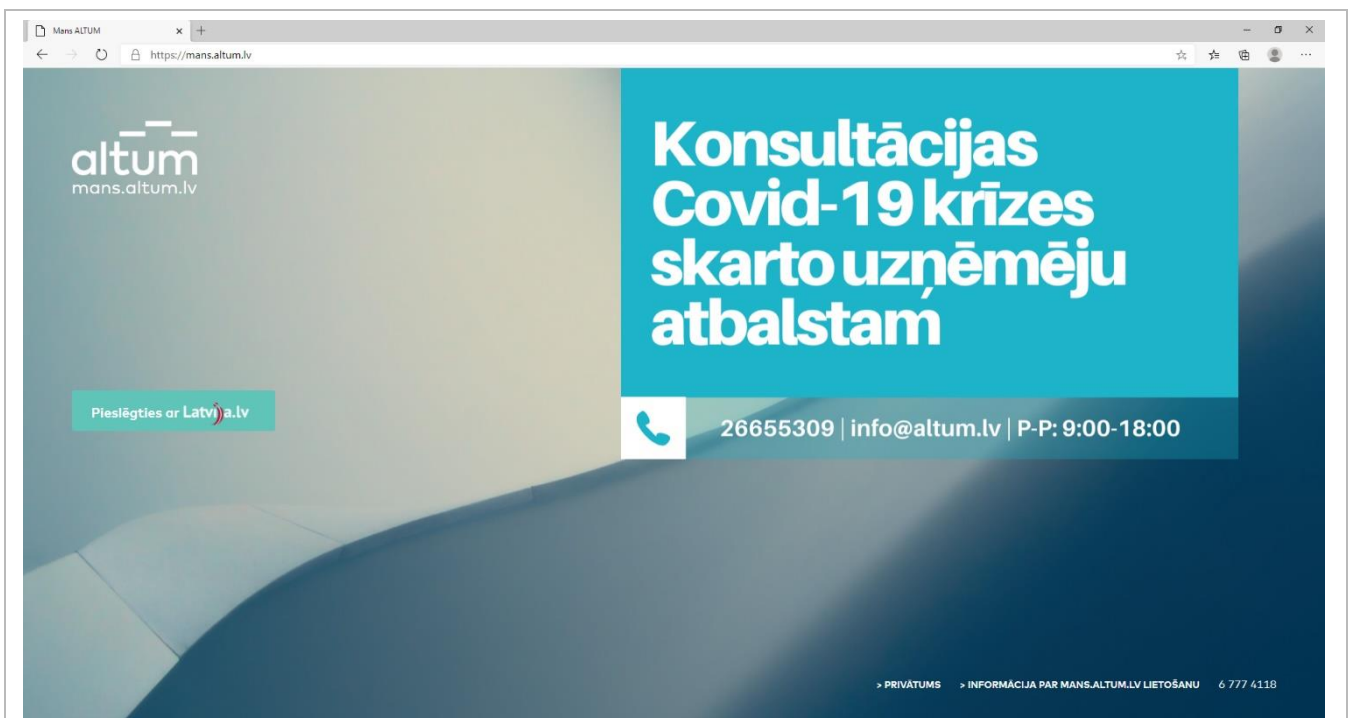 Mans ALTUM
https://mans.altum.lv
altum
mans.altum.lv
Konsultācijas
Covid-19 krīzes
skarto uzņēmēju
atbalstam
Pieslēgties ar Latvija.lv
26655309 | info@altum.lv | P-P: 9:00-18:00
> PRIVĀTUMS > INFORMĀCIJA PAR MANS.ALTUM.LV LIETOŠANU 6 777 4118